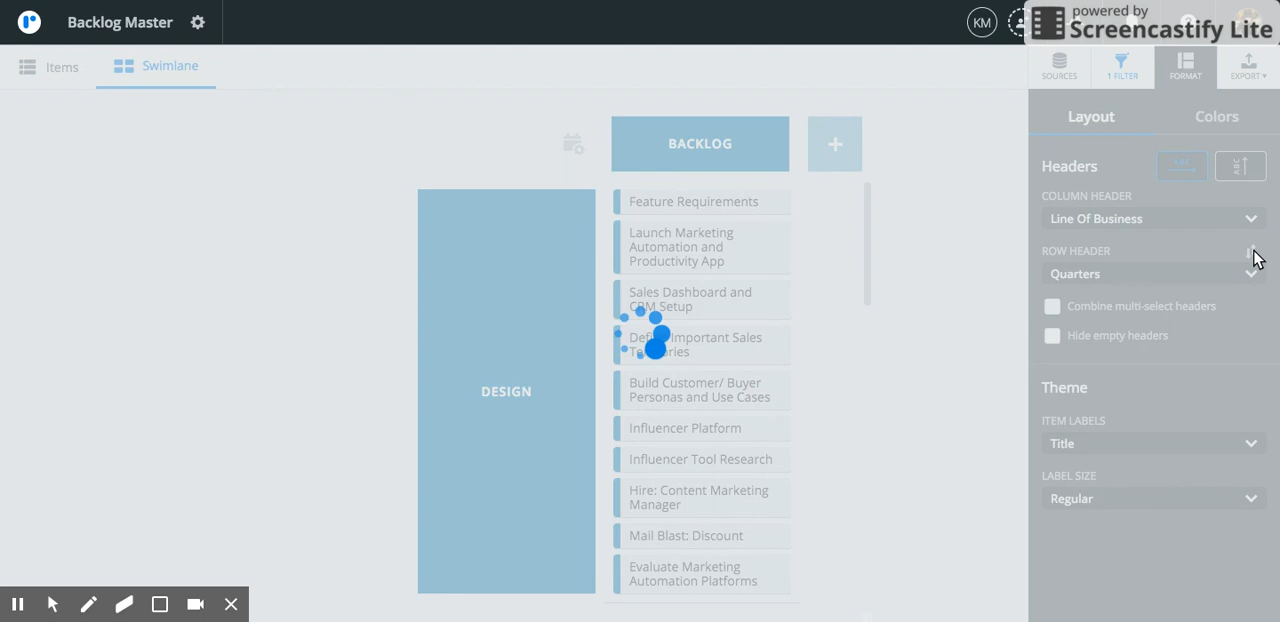 Backlog Master
KM
powered by
Screencastify Lite
Items
Swimlane
SOURCES
1 FILTER
FORMAT
EXPORT
Layout
Colors
BACKLOG
+
Headers
ABC
ABC
COLUMN HEADER
Line Of Business
ROW HEADER
Quarters
Combine multi-select headers
Hide empty headers
Theme
ITEM LABELS
Title
LABEL SIZE
Regular
DESIGN
Feature Requirements
Launch Marketing
Automation and
Productivity App
Sales Dashboard and
CRM Setup
Important Sales
Build Customer/ Buyer
Personas and Use Cases
Influencer Platform
Influencer Tool Research
Hire: Content Marketing
Manager
Mail Blast: Discount
Evaluate Marketing
Automation Platforms